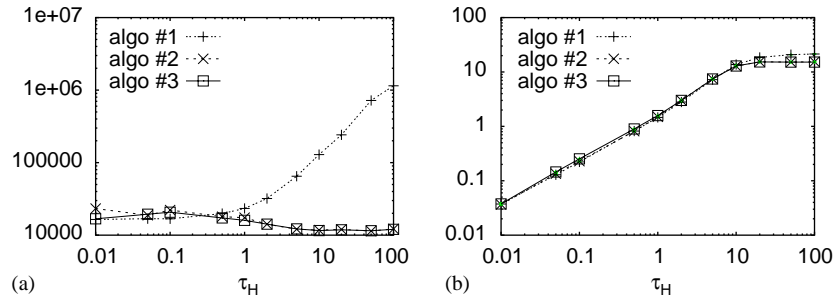 1e+07
1e+06
100000
10000
algo #1
algo #2
algo #3
0.01 0.1 1 10 100
τH
(a)
100
10
1
0.1
0.01
algo #1
algo #2
algo #3
0.01 0.1 1 10 100
τH
(b)